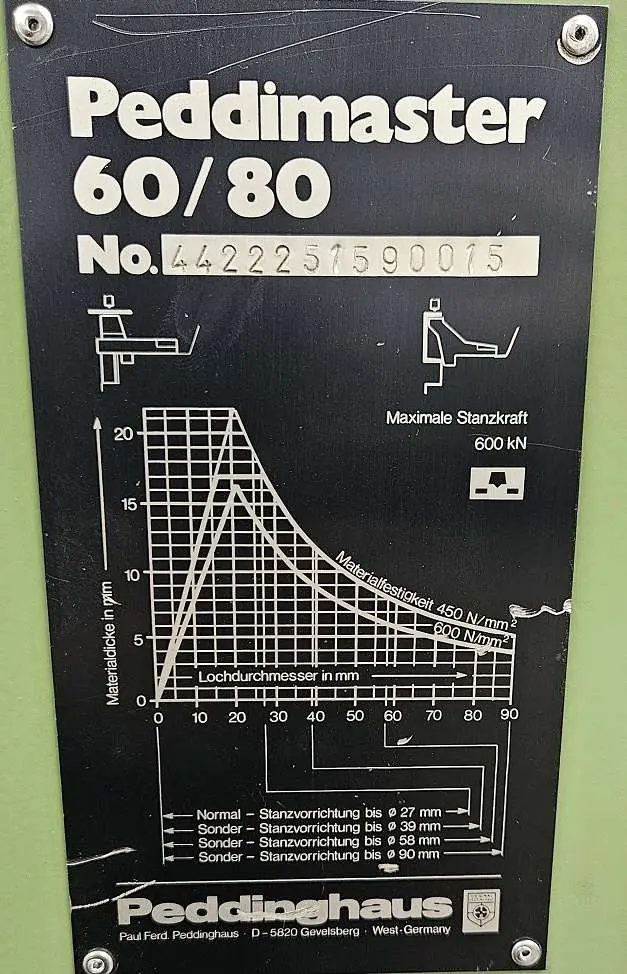 Peddimaster
60/80
No. 4422251590015
Maximale Stanzkraft
600 kN
20
15
10
5
0
Materialdicke in mm
Materialfestigkeit 450 N/mm²
600 N/mm²
Lochdurchmesser in mm
0 10 20 30 40 50 60 70 80 90
Normal – Stanzvorrichtung bis ø 27 mm
Sonder – Stanzvorrichtung bis ø 39 mm
Sonder – Stanzvorrichtung bis ø 58 mm
Sonder – Stanzvorrichtung bis ø 90 mm
Peddinghaus
Paul Ferd. Peddinghaus · D-5820 Gevelsberg · West-Germany